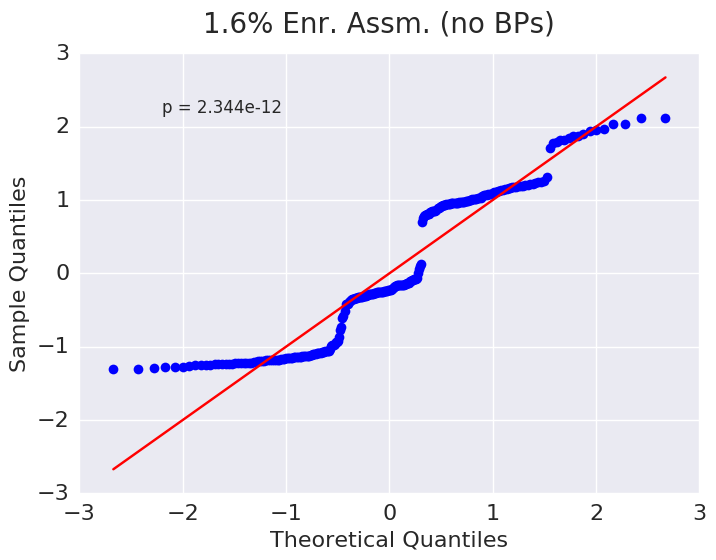 1.6% Enr. Assm. (no BPs)
p = 2.344e-12
Sample Quantiles
3
2
1
0
−1
−2
−3
−3 −2 −1 0 1 2 3
Theoretical Quantiles